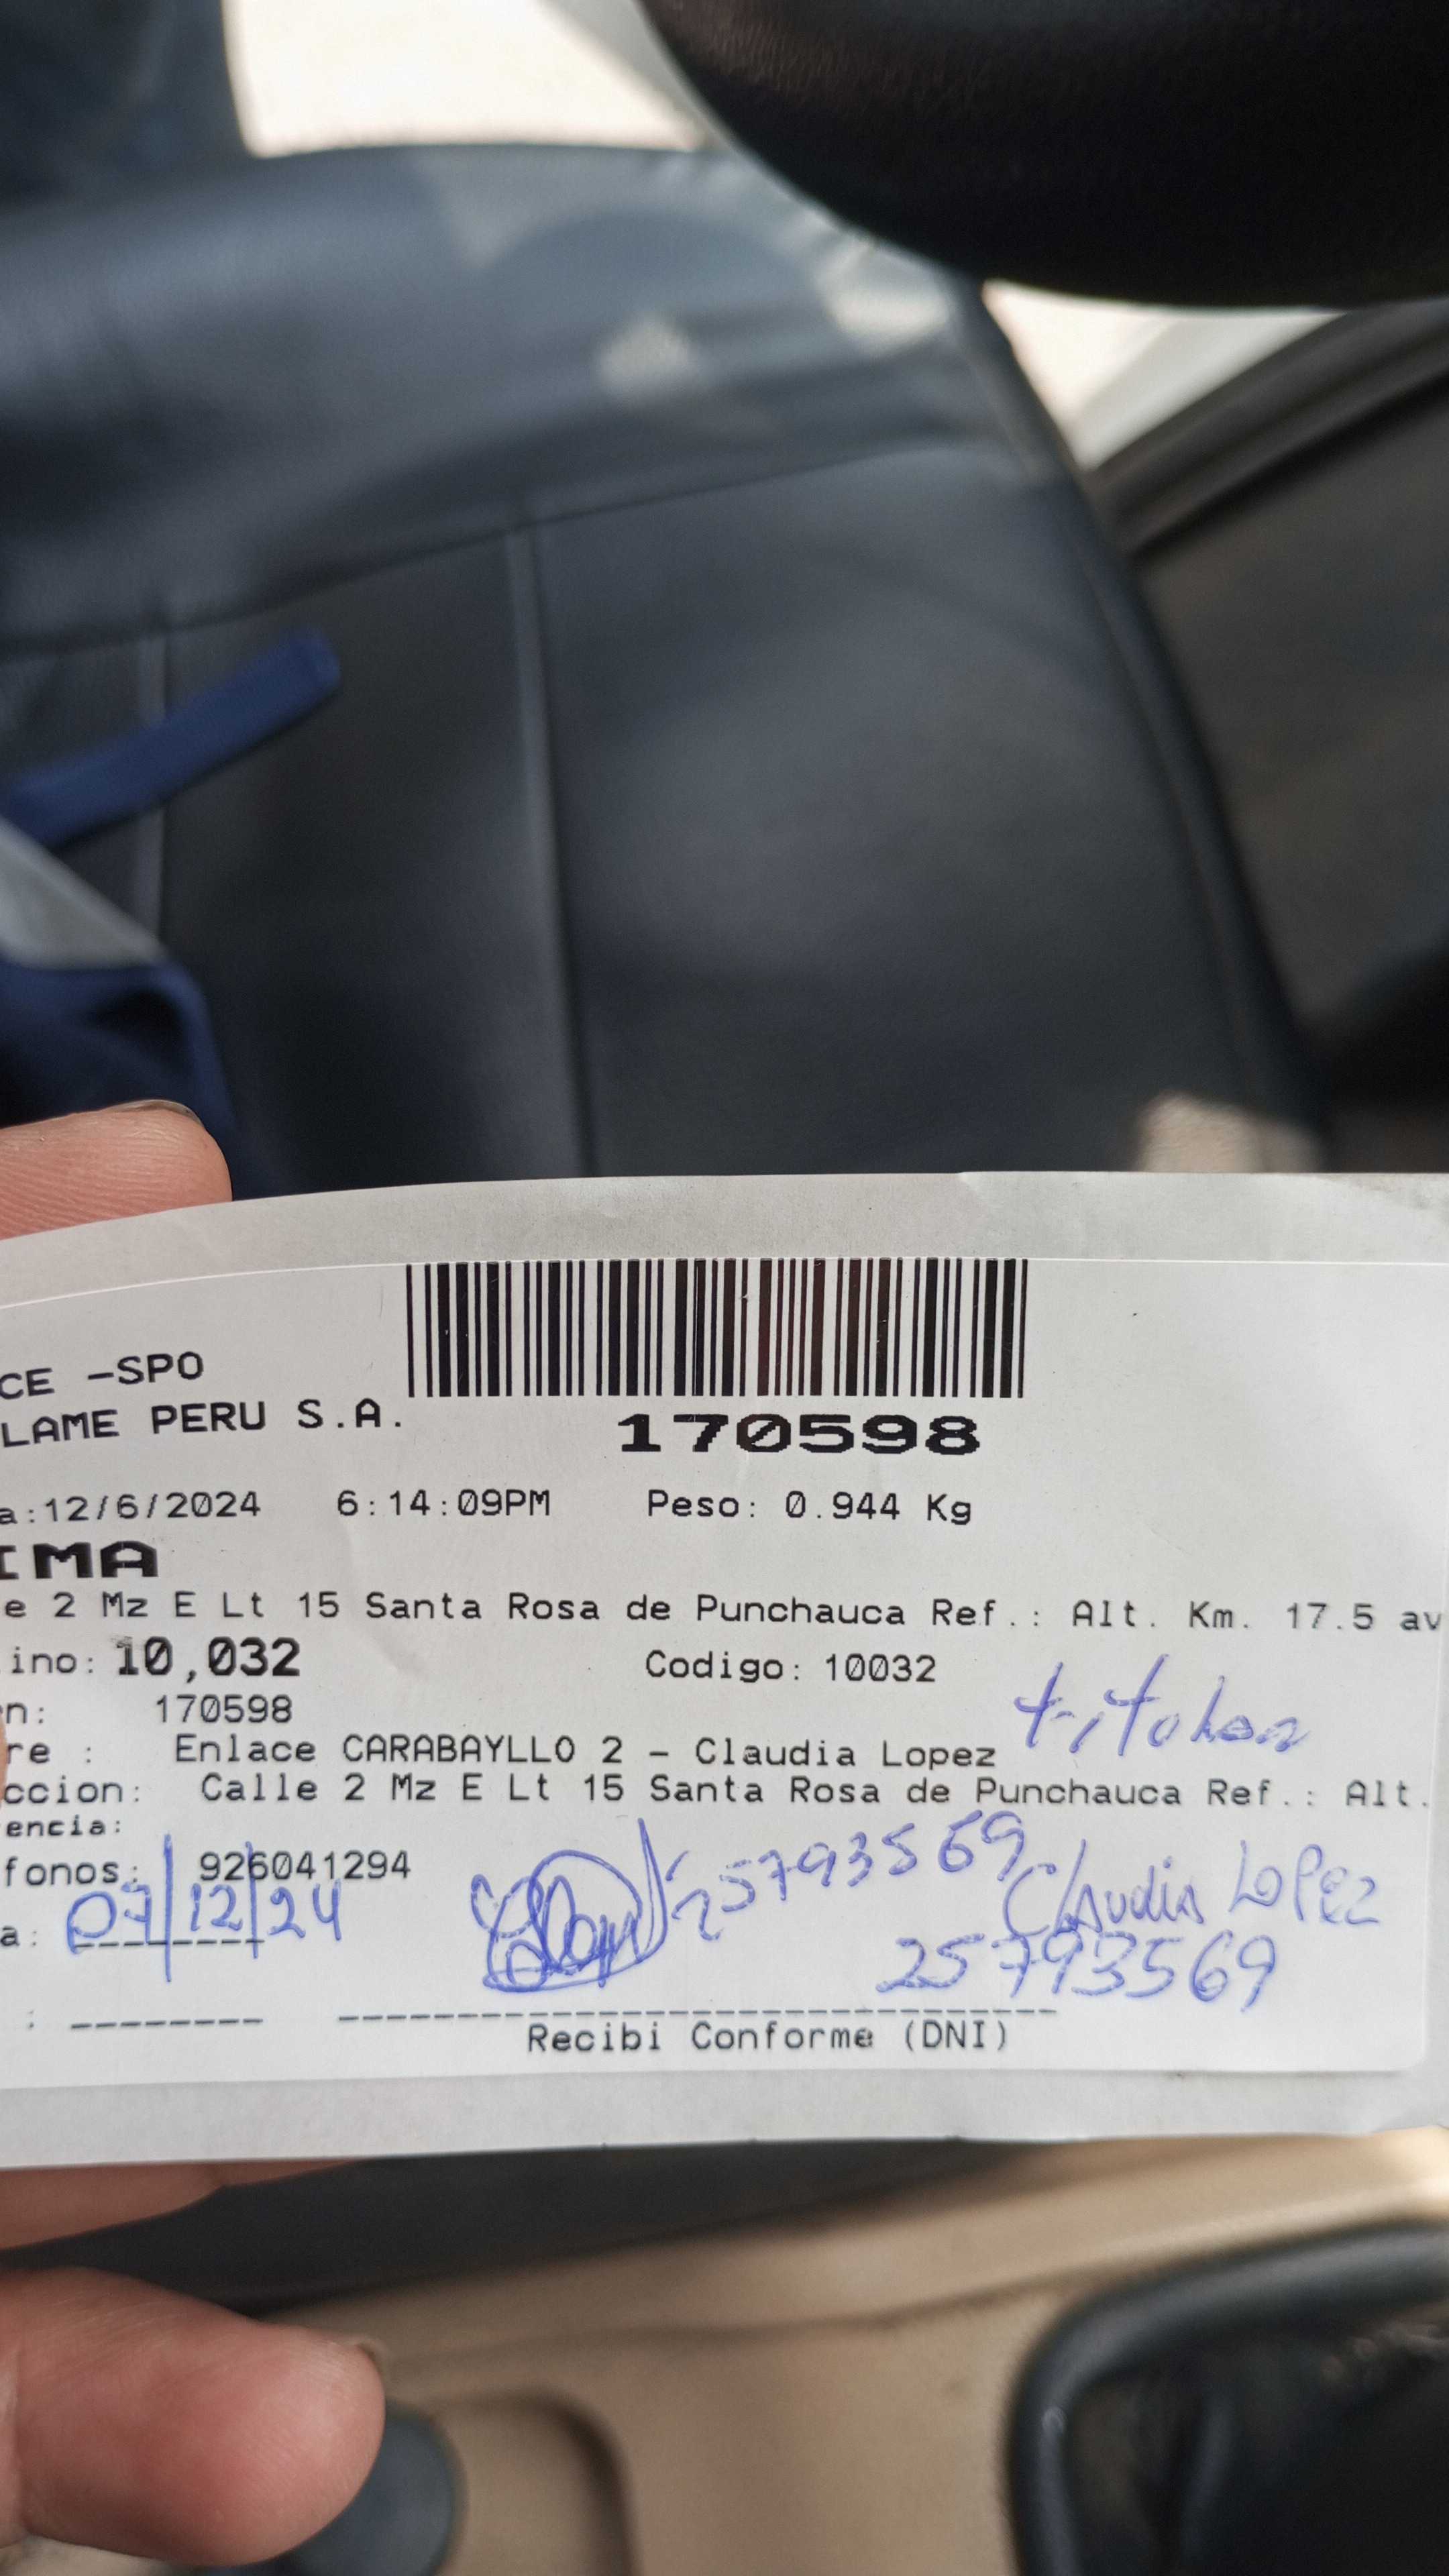 CE -SPO
LAME PERU S.A.
170598
a:12/6/2024 6:14:09PM Peso: 0.944 Kg
IMA
e 2 Mz E Lt 15 Santa Rosa de Punchauca Ref.: Alt. Km. 17.5 av
ino: 10,032 Codigo: 10032
n: 170598
re : Enlace CARABAYLLO 2 - Claudia Lopez
ccion: Calle 2 Mz E Lt 15 Santa Rosa de Punchauca Ref.: Alt.
encia:
fonos: 926041294
25793569
Claudia Lopez
a: 07/12/24
25793569
: --------
Recibi Conforme (DNI)